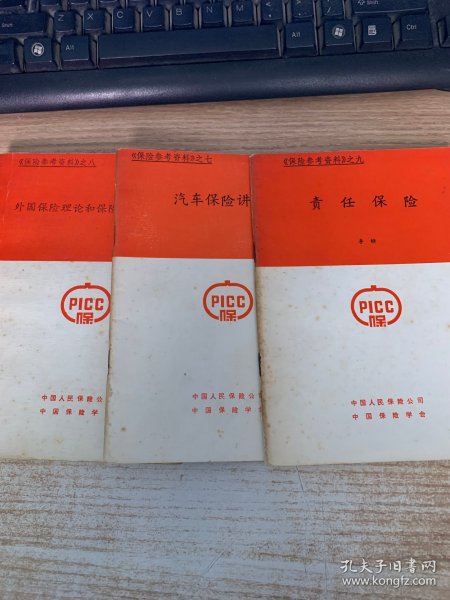 Alt
Alt
Ctrl
《保险参考资料》之八
外国保险理论和保险
PICC
保
中国人民保险公
中国保险学
《保险参考资料》之七
汽车保险讲
PICC
保
中国人民保险公
中国保险学会
《保险参考资料》之九
责任保险
PICC
保
中国人民保险公司
中国保险学会
孔夫子旧书网
www.kongfz.com